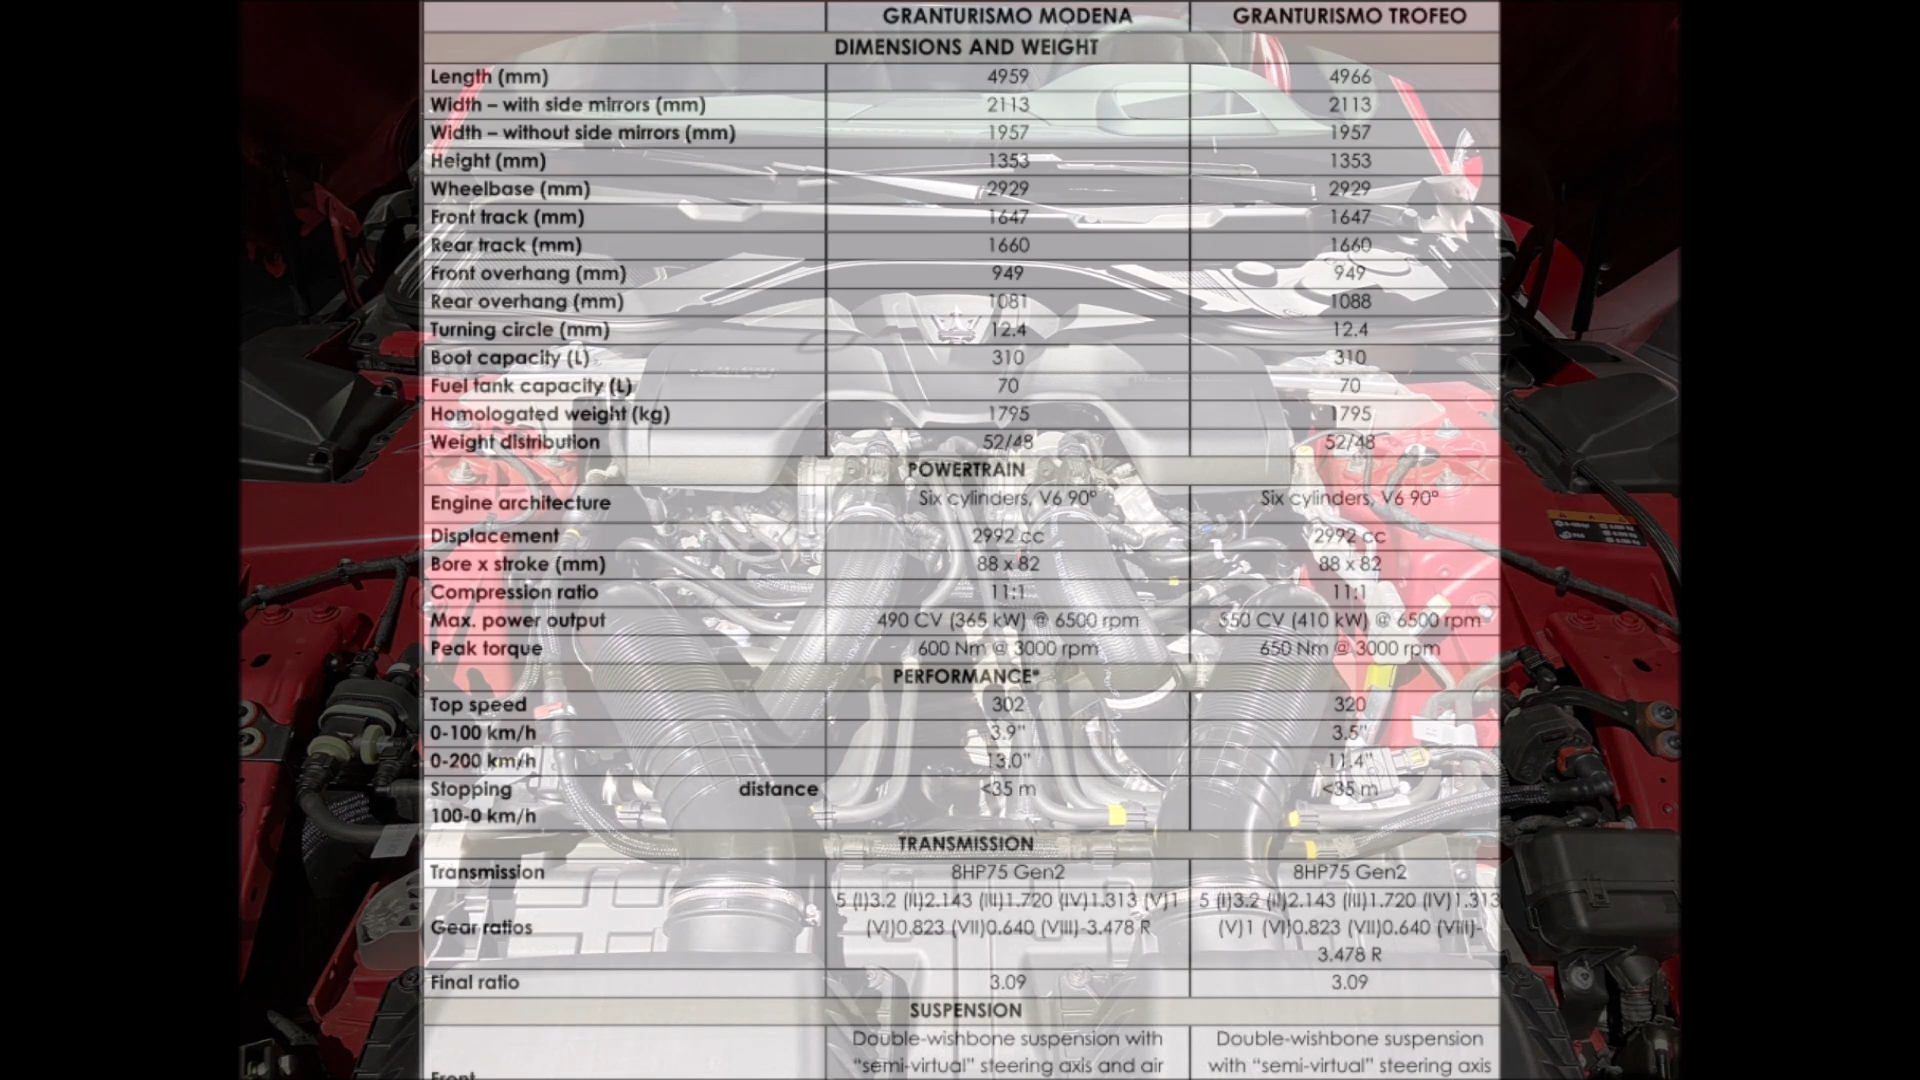 GRANTURISMO MODENA GRANTURISMO TROFEO
DIMENSIONS AND WEIGHT
Length (mm) 4959 4966
Width – with side mirrors (mm) 2113 2113
Width – without side mirrors (mm) 1957 1957
Height (mm) 1353 1353
Wheelbase (mm) 2929 2929
Front track (mm) 1647 1647
Rear track (mm) 1660 1660
Front overhang (mm) 949 949
Rear overhang (mm) 1081 1088
Turning circle (mm) 12.4 12.4
Boot capacity (L) 310 310
Fuel tank capacity (L) 70 70
Homologated weight (kg) 1795 1795
Weight distribution 52/48 52/48
POWERTRAIN
Engine architecture Six cylinders, V6 90° Six cylinders, V6 90°
Displacement 2992 cc 2992 cc
Bore x stroke (mm) 88 x 82 88 x 82
Compression ratio 11:1 11:1
Max. power output 490 CV (365 kW) @ 6500 rpm 550 CV (410 kW) @ 6500 rpm
Peak torque 600 Nm @ 3000 rpm 650 Nm @ 3000 rpm
PERFORMANCE*
Top speed 302 320
0-100 km/h 3.9" 3.5"
0-200 km/h 13.0" 11.4"
Stopping distance <35 m <35 m
100-0 km/h
TRANSMISSION
Transmission 8HP75 Gen2 8HP75 Gen2
5 (I)3.2 (II)2.143 (III)1.720 (IV)1.313 (V)1 5 (I)3.2 (II)2.143 (III)1.720 (IV)1.313
Gear ratios (VI)0.823 (VII)0.640 (VIII)-3.478 R (V)1 (VI)0.823 (VII)0.640 (VIII)-
3.478 R
Final ratio 3.09 3.09
SUSPENSION
Double-wishbone suspension with Double-wishbone suspension
"semi-virtual" steering axis and air with "semi-virtual" steering axis
Front